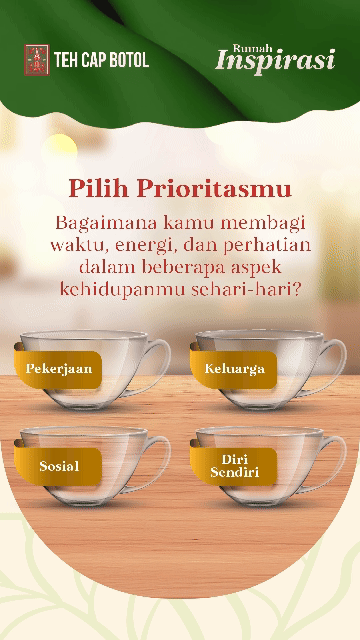 TEH CAP BOTOL
Rumah
Inspirasi
Pilih Prioritasmu
Bagaimana kamu membagi
waktu, energi, dan perhatian
dalam beberapa aspek
kehidupanmu sehari-hari?
Pekerjaan
Keluarga
Sosial
Diri
Sendiri